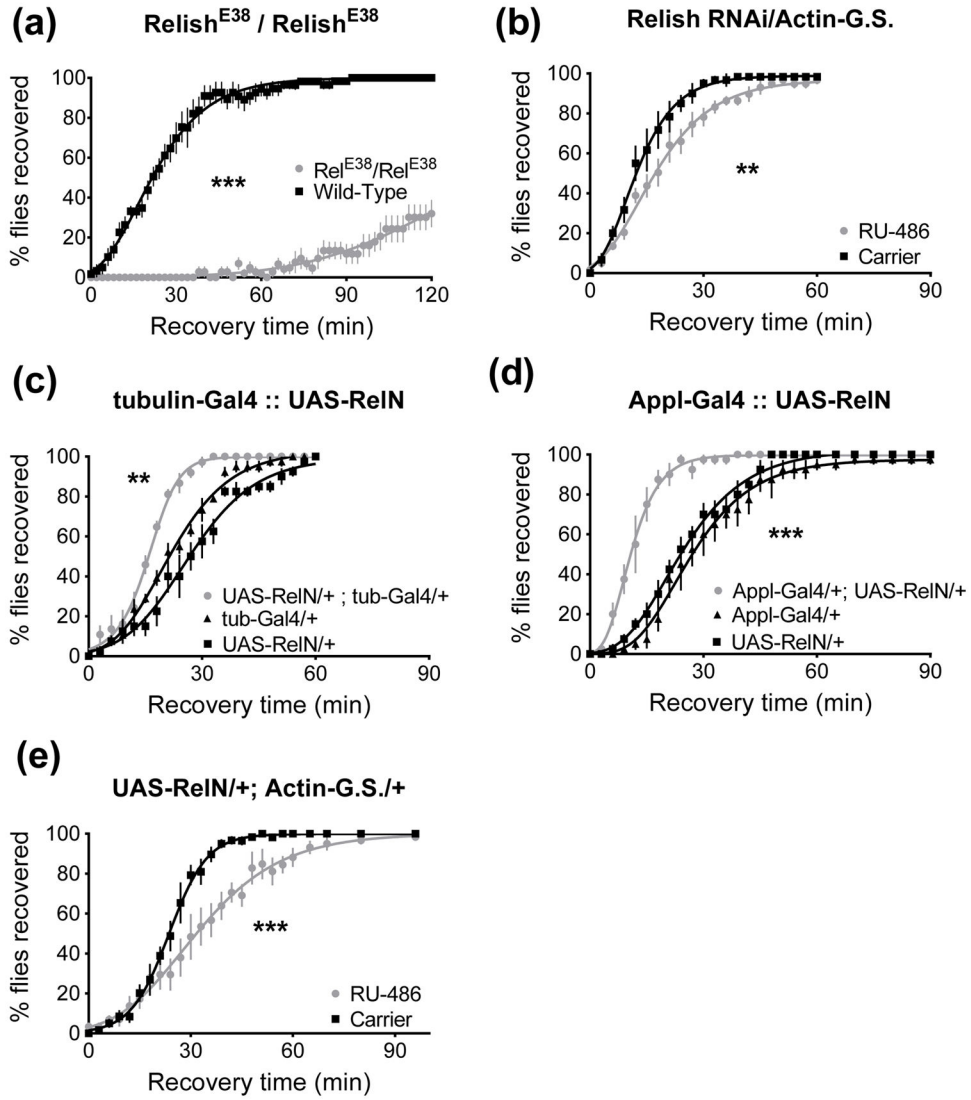 (a)
Relish^E38 / Relish^E38
% flies recovered
100
80
60
40
20
0
0 30 60 90 120
Recovery time (min)
***
Rel^E38/Rel^E38
Wild-Type
(b)
Relish RNAi/Actin-G.S.
% flies recovered
100
80
60
40
20
0
0 30 60 90
Recovery time (min)
**
RU-486
Carrier
(c)
tubulin-Gal4 :: UAS-RelN
% flies recovered
100
80
60
40
20
0
0 30 60 90
Recovery time (min)
**
UAS-RelN/+ ; tub-Gal4/+
tub-Gal4/+
UAS-RelN/+
(d)
Appl-Gal4 :: UAS-RelN
% flies recovered
100
80
60
40
20
0
0 30 60 90
Recovery time (min)
***
Appl-Gal4/+; UAS-RelN/+
Appl-Gal4/+
UAS-RelN/+
(e)
UAS-RelN/+; Actin-G.S./+
% flies recovered
100
80
60
40
20
0
0 30 60 90
Recovery time (min)
***
RU-486
Carrier